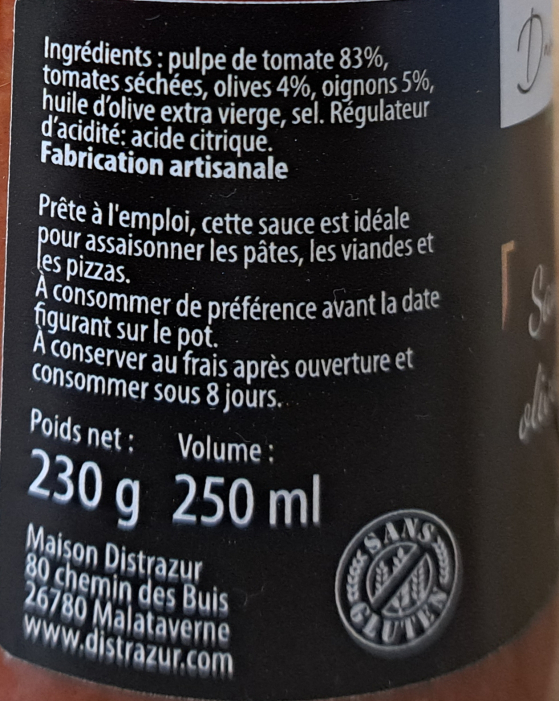 Ingrédients : pulpe de tomate 83%,
tomates séchées, olives 4%, oignons 5%,
huile d'olive extra vierge, sel. Régulateur
d'acidité: acide citrique.
Fabrication artisanale
Prête à l'emploi, cette sauce est idéale
pour assaisonner les pâtes, les viandes et
les pizzas.
À consommer de préférence avant la date
figurant sur le pot.
À conserver au frais après ouverture et
consommer sous 8 jours.
Poids net : Volume :
230 g 250 ml
Maison Distrazur
80 chemin des Buis
26780 Malataverne
www.distrazur.com
SANS
GLUTEN